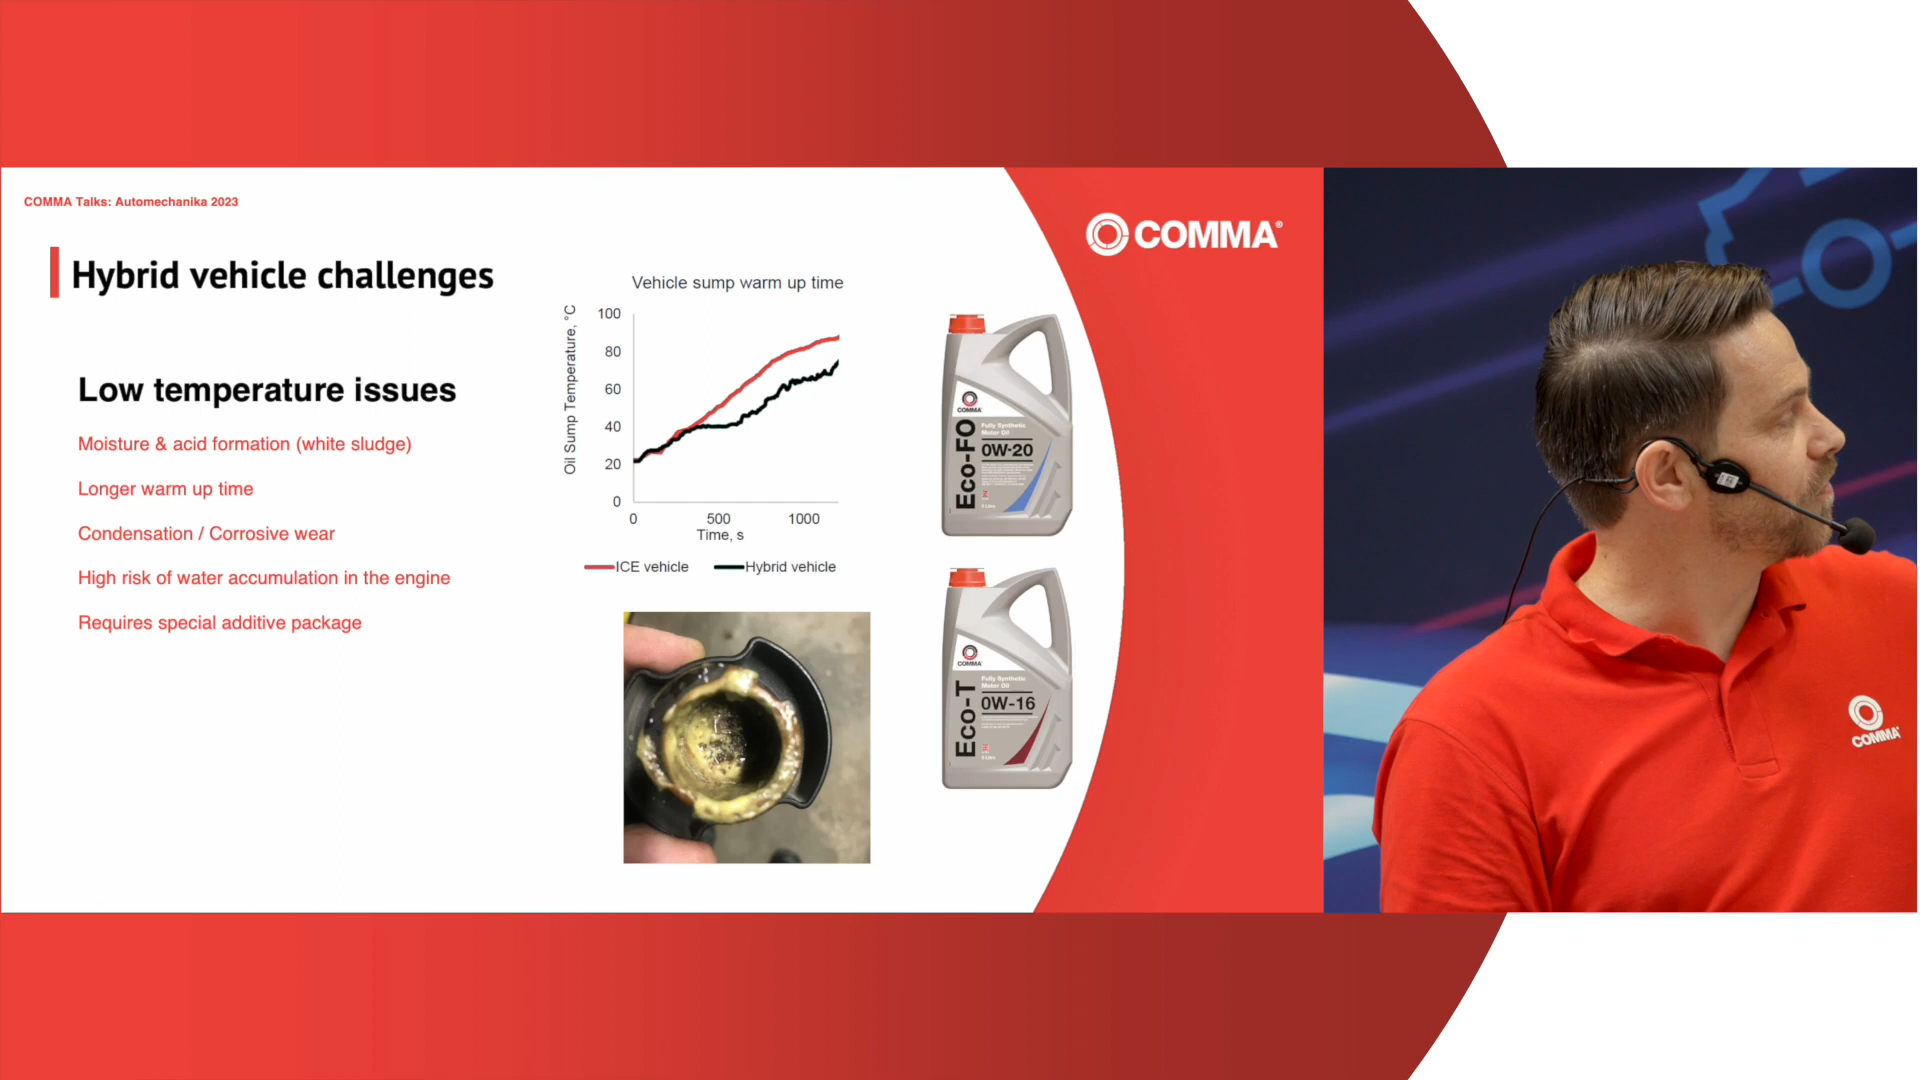 COMMA Talks: Automechanika 2023
COMMA®
Hybrid vehicle challenges
Low temperature issues
Moisture & acid formation (white sludge)
Longer warm up time
Condensation / Corrosive wear
High risk of water accumulation in the engine
Requires special additive package
Vehicle sump warm up time
Oil Sump Temperature, °C
100
80
60
40
20
0
0
500
1000
Time, s
ICE vehicle
Hybrid vehicle
COMMA
Eco-FO
Fully Synthetic
Motor Oil
0W-20
COMMA
Eco-T
Fully Synthetic
Motor Oil
0W-16
COMMA